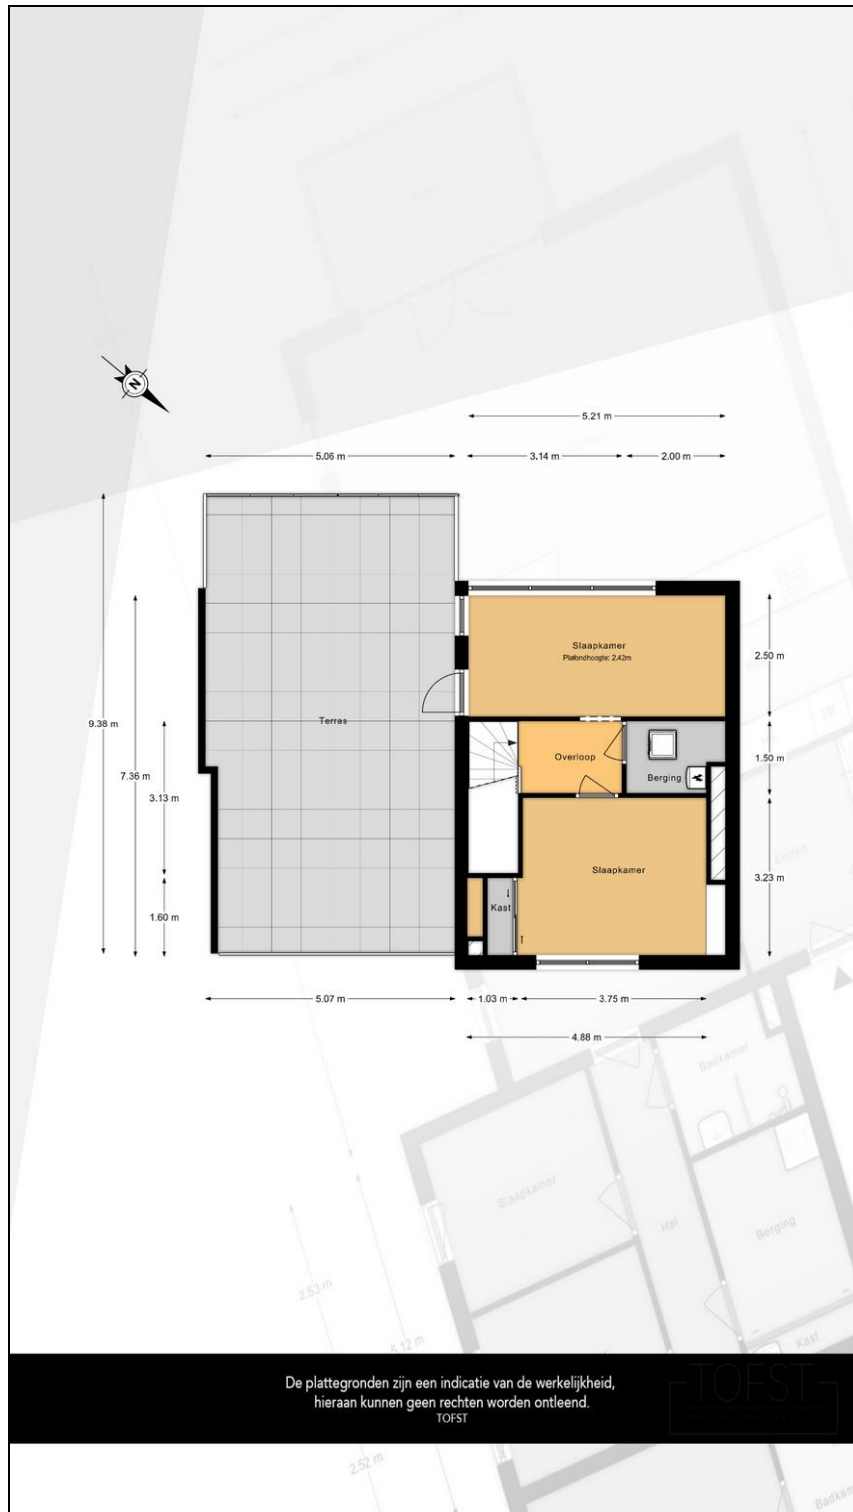 5.21 m
5.06 m
3.14 m
2.00 m
N
Slaapkamer
Plafondhoogte: 2,42m
2.50 m
9.38 m
Terras
7.36 m
3.13 m
Overloop
Berging
1.50 m
Slaapkamer
3.23 m
Kast
1.60 m
5.07 m
1.03 m
3.75 m
4.88 m
Badkamer
Slaapkamer
Hal
Berging
2.53 m
5.12 m
Kast
De plattegronden zijn een indicatie van de werkelijkheid,
hieraan kunnen geen rechten worden ontleend.
TOFST
TOFST
2.52 m